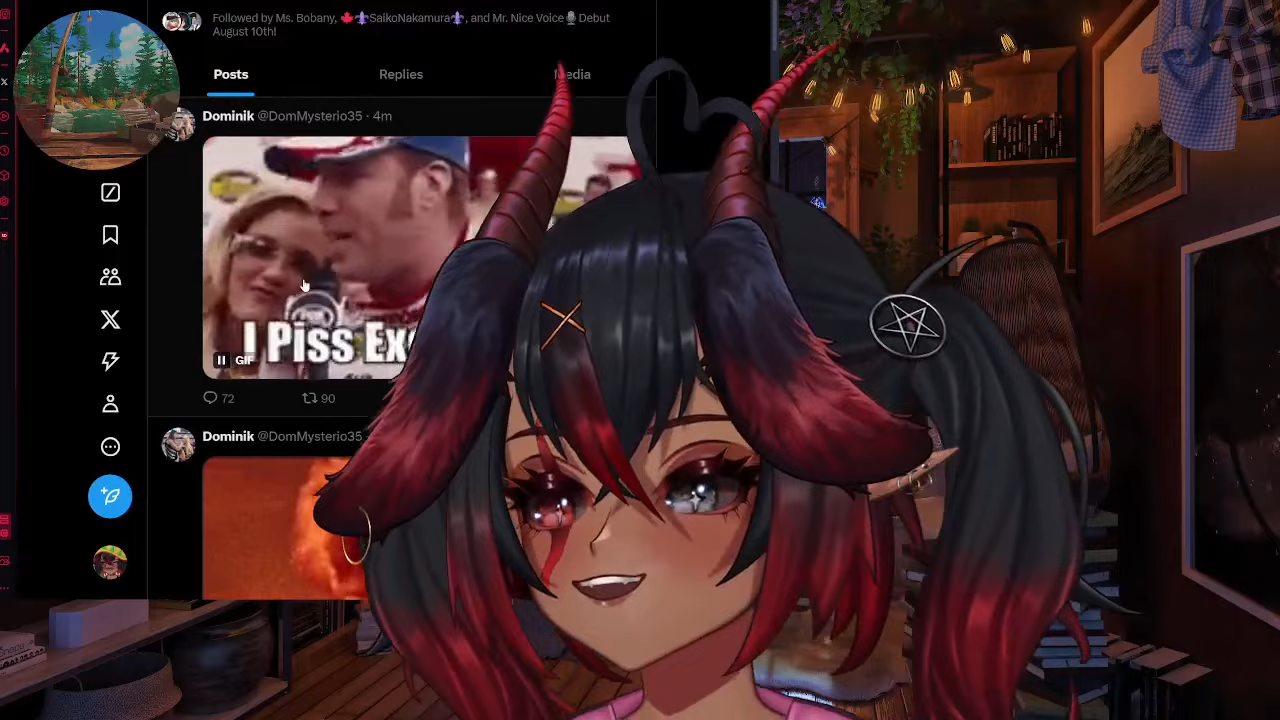 Followed by Ms. Bobany, 🍁⚜️SaikoNakamura⚜️, and Mr. Nice Voice🎙️Debut
August 10th!
Posts
Replies
Media
Dominik @DomMysterio35 · 4m
I Piss Ex
GIF
72
90
Dominik @DomMysterio35